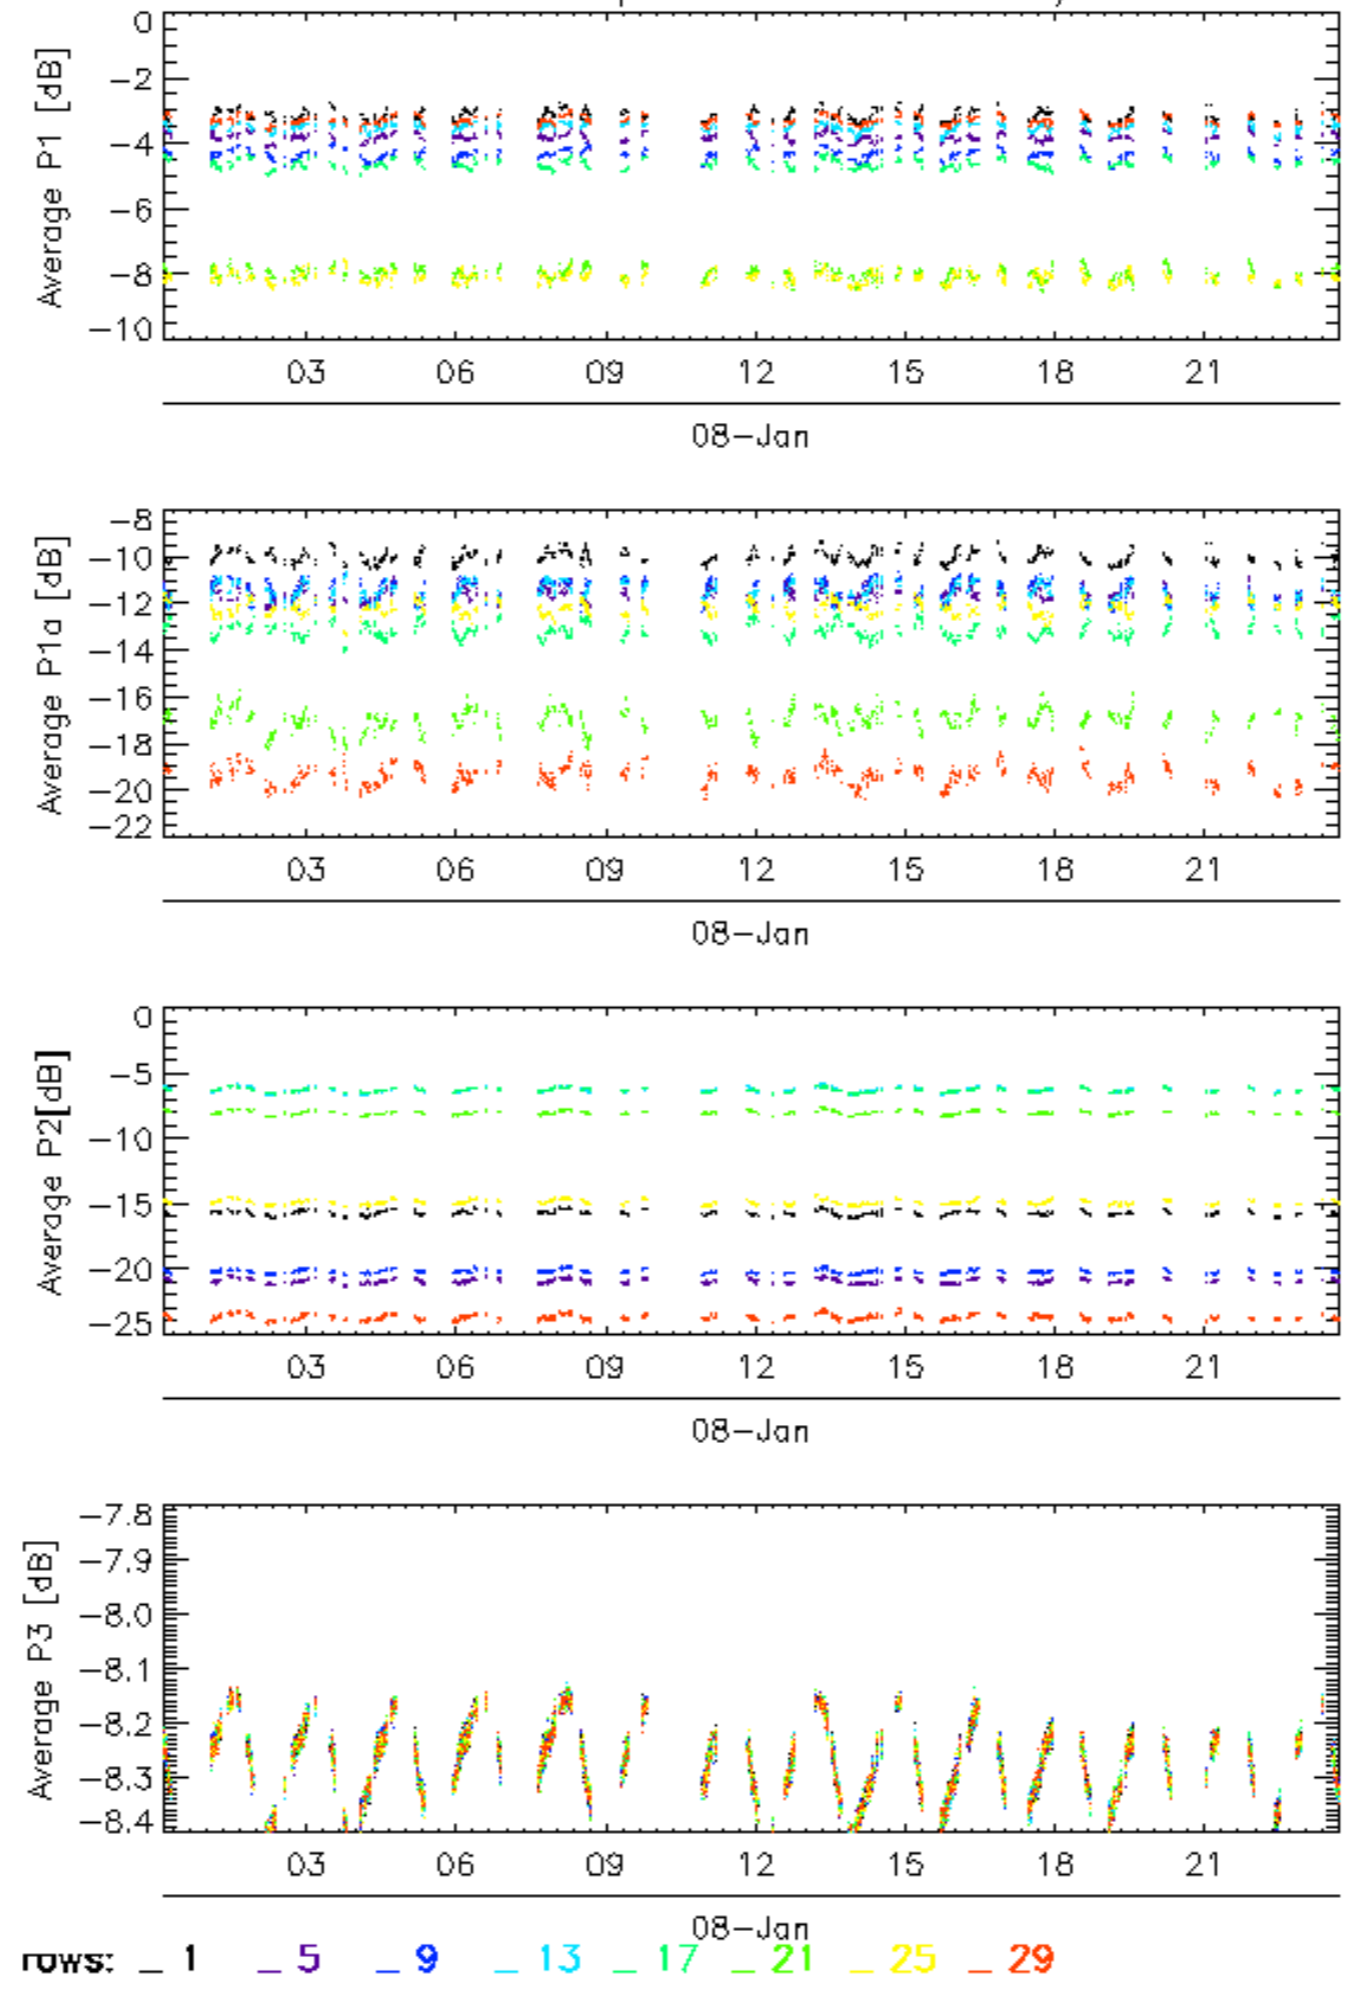 Average P1 [dB]
0
−2
−4
−6
−8
−10
03 06 09 12 15 18 21
08−Jan
Average P1a [dB]
−8
−10
−12
−14
−16
−18
−20
−22
03 06 09 12 15 18 21
08−Jan
Average P2[dB]
0
−5
−10
−15
−20
−25
03 06 09 12 15 18 21
08−Jan
Average P3 [dB]
−7.8
−7.9
−8.0
−8.1
−8.2
−8.3
−8.4
03 06 09 12 15 18 21
08−Jan
rows: _ 1 _ 5 _ 9 _ 13 _ 17 _ 21 _ 25 _ 29